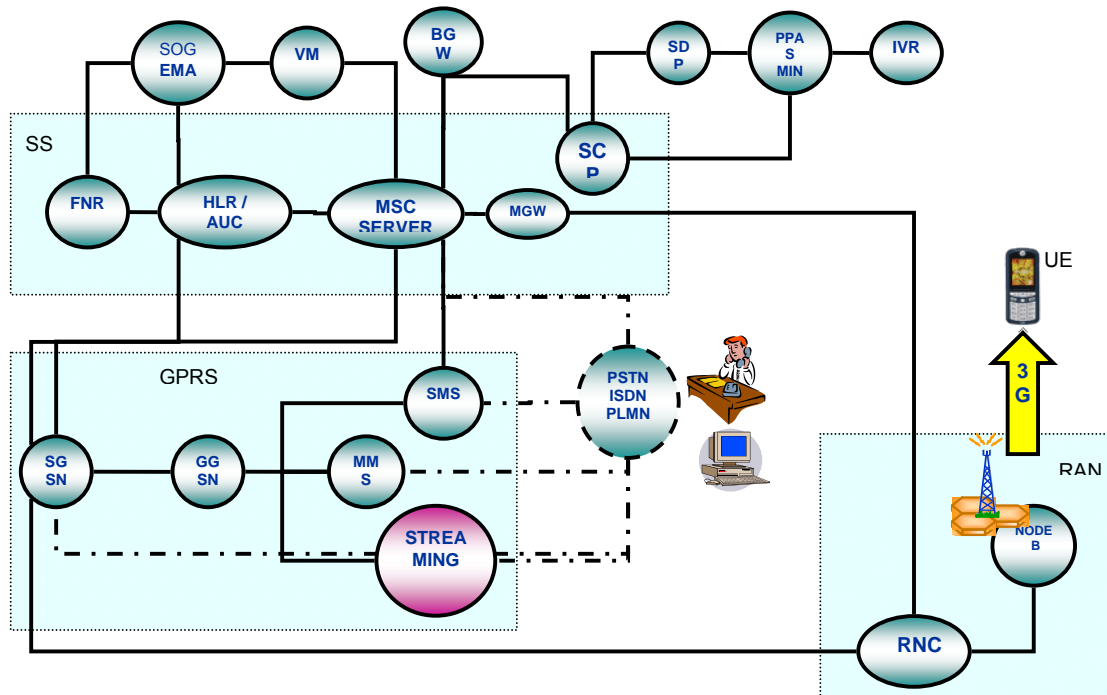 SOG
EMA
VM
BG
W
SD
P
PPA
S
MIN
IVR
SS
SC
P
FNR
HLR /
AUC
MSC
SERVER
MGW
UE
GPRS
SMS
PSTN
ISDN
PLMN
3
G
SG
SN
GG
SN
MM
S
RAN
STREA
MING
NODE
B
RNC